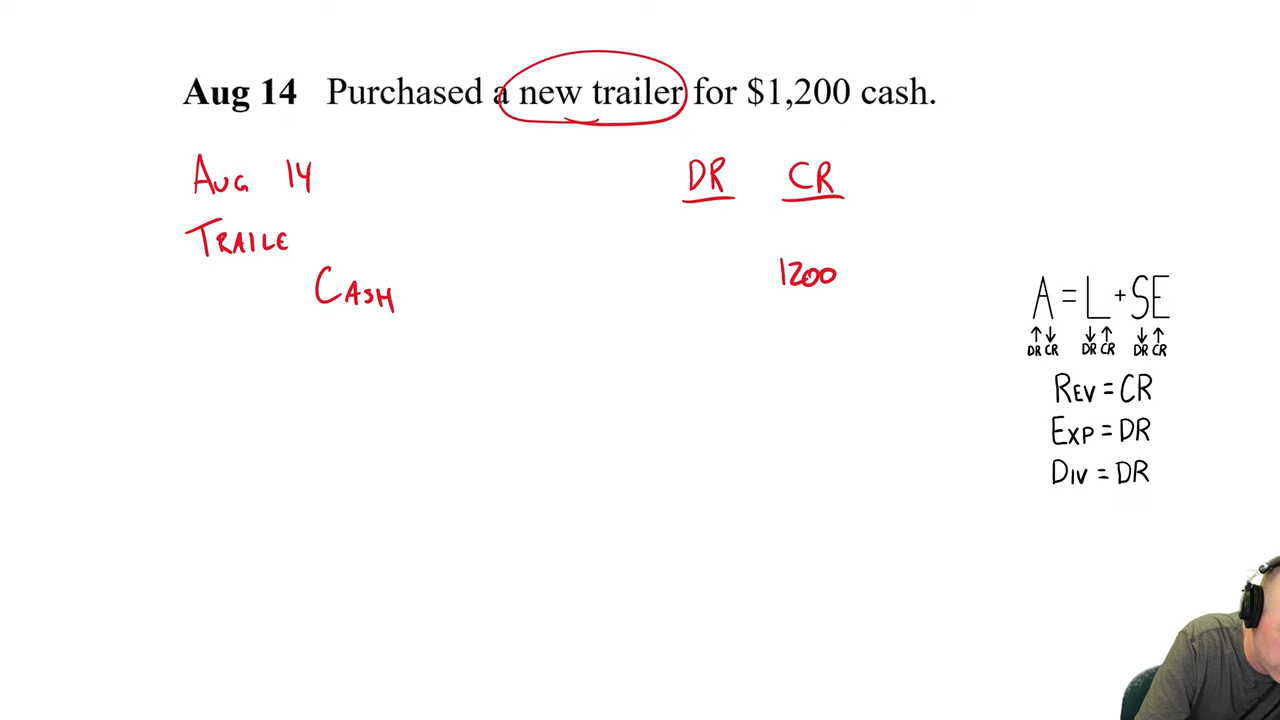 Aug 14 Purchased a new trailer for $1,200 cash.
AUG 14 DR CR
TRAILE
CASH 1200
A = L + SE
DR CR DR CR DR CR
REV = CR
EXP = DR
DIV = DR